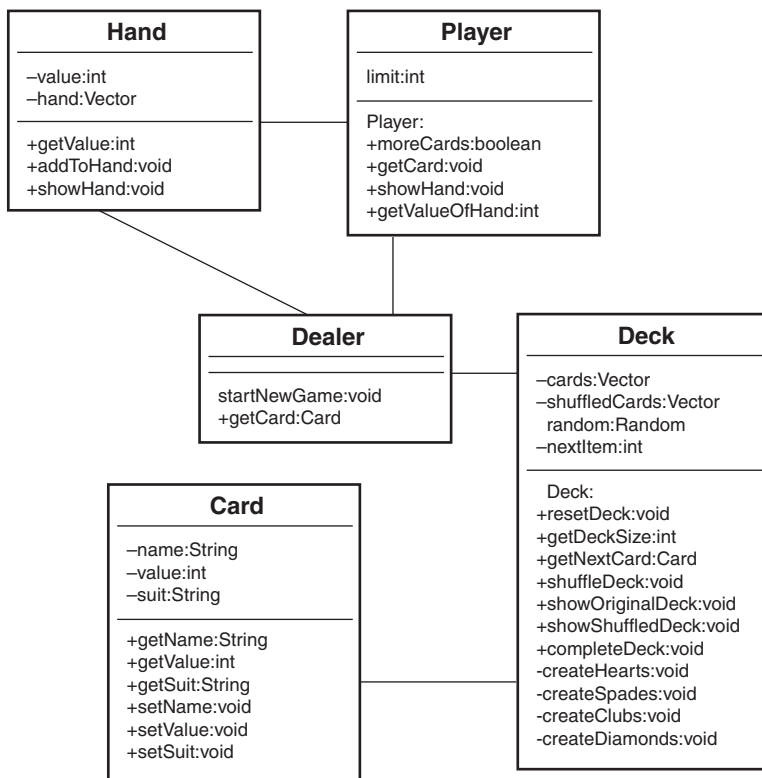 Hand
–value:int
–hand:Vector
+getValue:int
+addToHand:void
+showHand:void
Player
limit:int
Player:
+moreCards:boolean
+getCard:void
+showHand:void
+getValueOfHand:int
Dealer
startNewGame:void
+getCard:Card
Deck
–cards:Vector
–shuffledCards:Vector
random:Random
–nextItem:int
Deck:
+resetDeck:void
+getDeckSize:int
+getNextCard:Card
+shuffleDeck:void
+showOriginalDeck:void
+showShuffledDeck:void
+completeDeck:void
-createHearts:void
-createSpades:void
-createClubs:void
-createDiamonds:void
Card
–name:String
–value:int
–suit:String
+getName:String
+getValue:int
+getSuit:String
+setName:void
+setValue:void
+setSuit:void